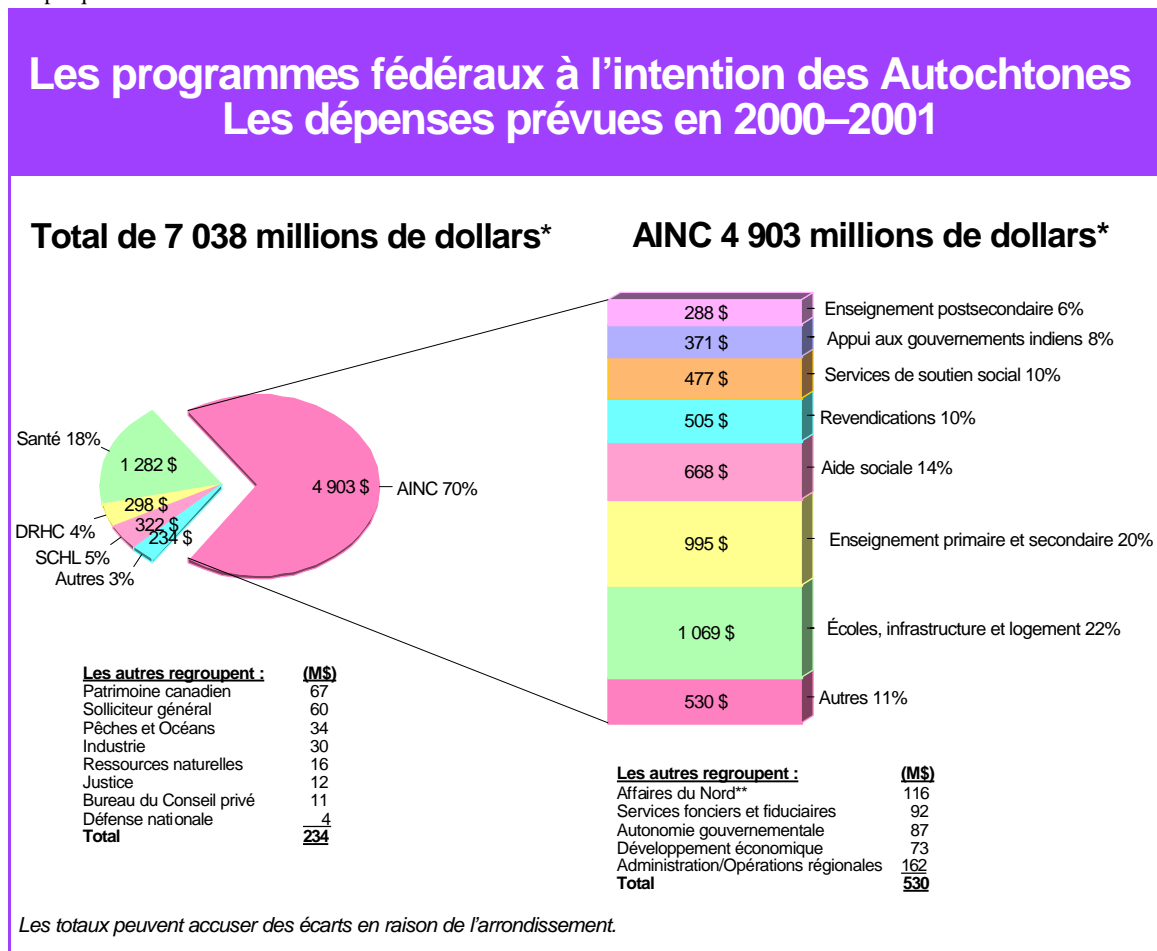 Les programmes fédéraux à l'intention des Autochtones
Les dépenses prévues en 2000–2001
Total de 7 038 millions de dollars*
Santé 18%
1 282 $
298 $
DRHC 4%
322 $
SCHL 5%
234 $
Autres 3%
4 903 $
AINC 70%
Les autres regroupent : (M$)
Patrimoine canadien 67
Solliciteur général 60
Pêches et Océans 34
Industrie 30
Ressources naturelles 16
Justice 12
Bureau du Conseil privé 11
Défense nationale 4
Total 234
AINC 4 903 millions de dollars*
288 $ Enseignement postsecondaire 6%
371 $ Appui aux gouvernements indiens 8%
477 $ Services de soutien social 10%
505 $ Revendications 10%
668 $ Aide sociale 14%
995 $ Enseignement primaire et secondaire 20%
1 069 $ Écoles, infrastructure et logement 22%
530 $ Autres 11%
Les autres regroupent : (M$)
Affaires du Nord** 116
Services fonciers et fiduciaires 92
Autonomie gouvernementale 87
Développement économique 73
Administration/Opérations régionales 162
Total 530
Les totaux peuvent accuser des écarts en raison de l'arrondissement.